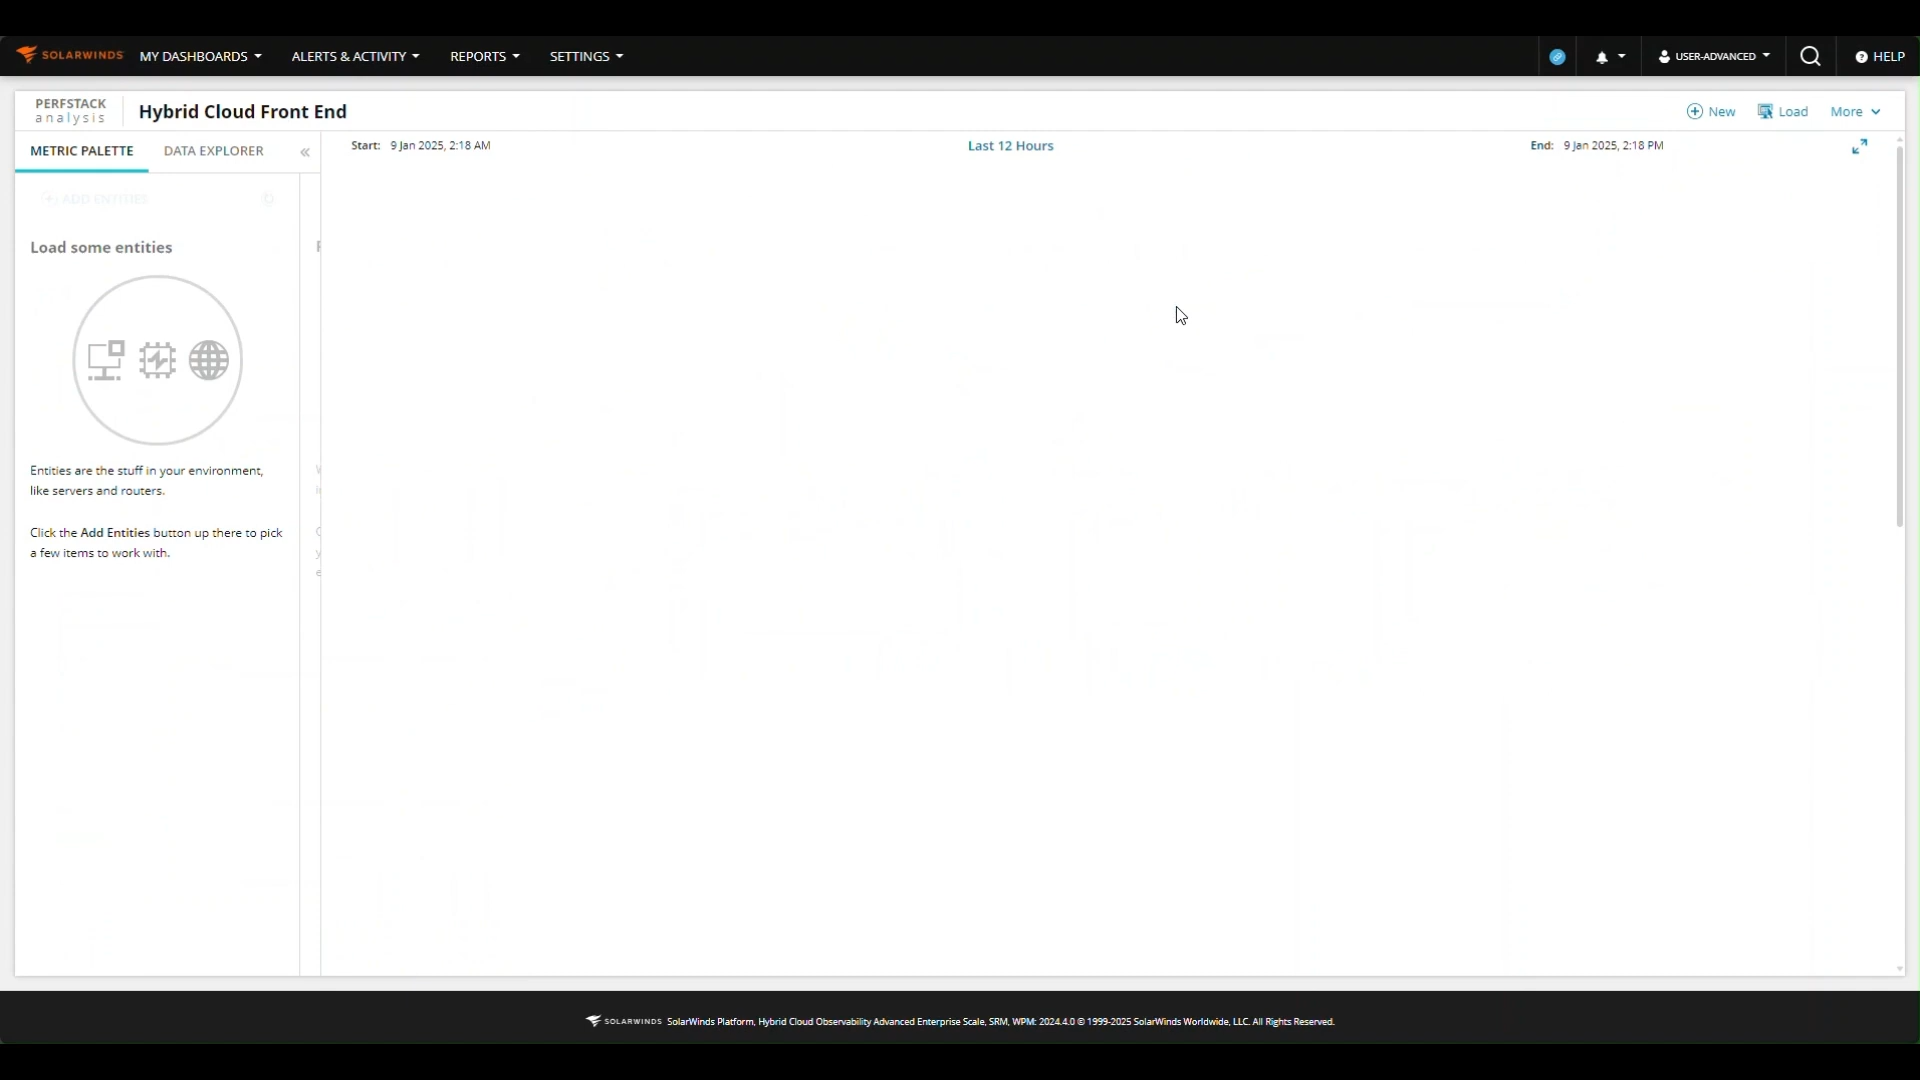 SOLARWINDS MY DASHBOARDS ALERTS & ACTIVITY REPORTS SETTINGS USER-ADVANCED HELP
PERFSTACK
analysis
Hybrid Cloud Front End
New Load More
METRIC PALETTE DATA EXPLORER
Start: 9 Jan 2025, 2:18 AM Last 12 Hours End: 9 Jan 2025, 2:18 PM
ADD ENTITIES
Load some entities
Entities are the stuff in your environment,
like servers and routers.
Click the Add Entities button up there to pick
a few items to work with.
SOLARWINDS SolarWinds Platform, Hybrid Cloud Observability Advanced Enterprise Scale, SRM, WPM: 2024.4.0 © 1999-2025 SolarWinds Worldwide, LLC. All Rights Reserved.